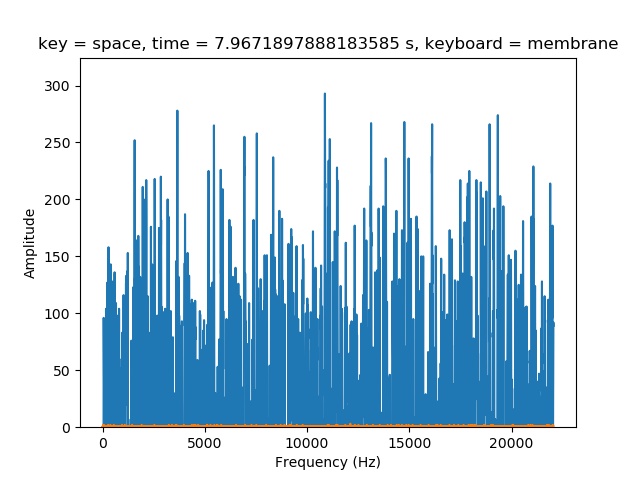 key = space, time = 7.9671897888183585 s, keyboard = membrane
300
250
200
150
100
50
0
Amplitude
0 5000 10000 15000 20000
Frequency (Hz)